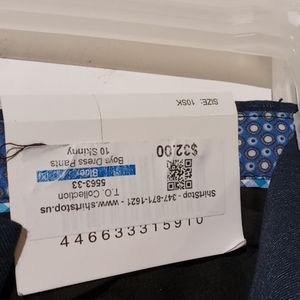 SIZE: 10SK
ShirtStop - 347-871-1621 - www.shirtstop.us
T.O. Collection
5563-33
Blue
Boys Dress Pants
10 Skinny
$32.00
446633315910